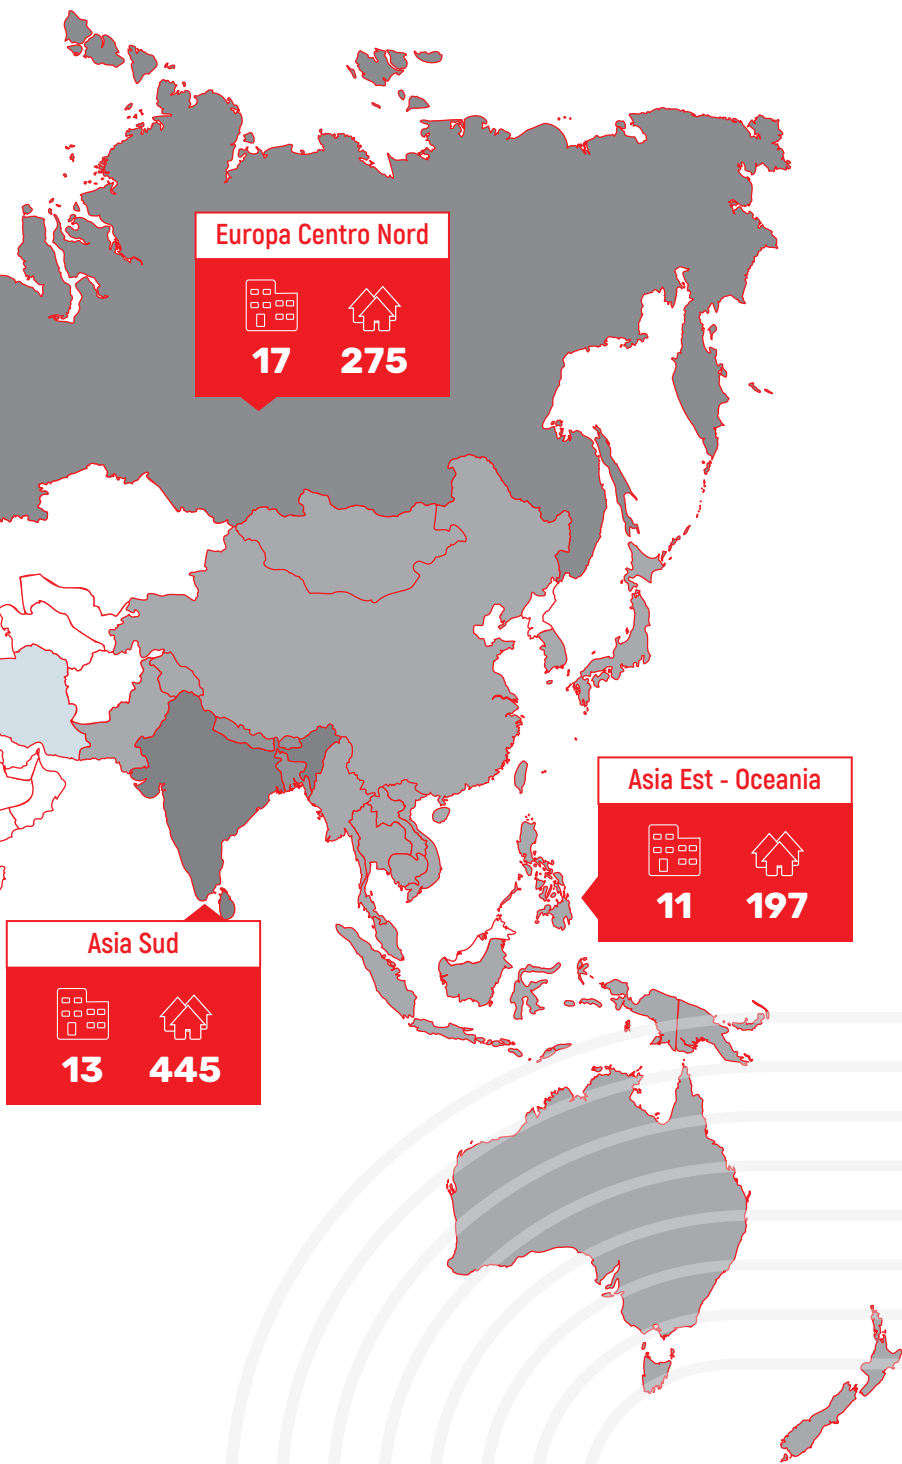 Europa Centro Nord
17 275
Asia Est - Oceania
11 197
Asia Sud
13 445